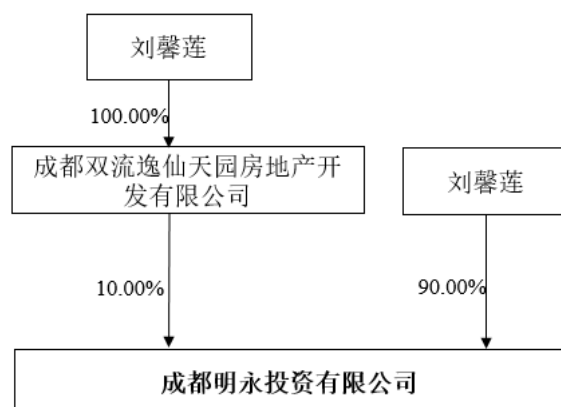 刘馨莲
100.00%
成都双流逸仙天园房地产开
发有限公司
刘馨莲
10.00%
90.00%
成都明永投资有限公司